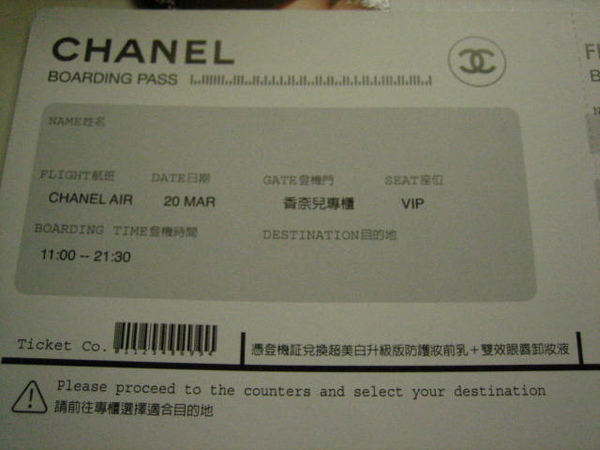 CHANEL
BOARDING PASS
NAME姓名
FLIGHT航班 DATE日期 GATE登機門 SEAT座位
CHANEL AIR 20 MAR 香奈兒專櫃 VIP
BOARDING TIME登機時間 DESTINATION目的地
11:00 -- 21:30
Ticket Co.
憑登機証兌換超美白升級版防護妝前乳+雙效眼唇卸妝液
Please proceed to the counters and select your destination
請前往專櫃選擇適合目的地